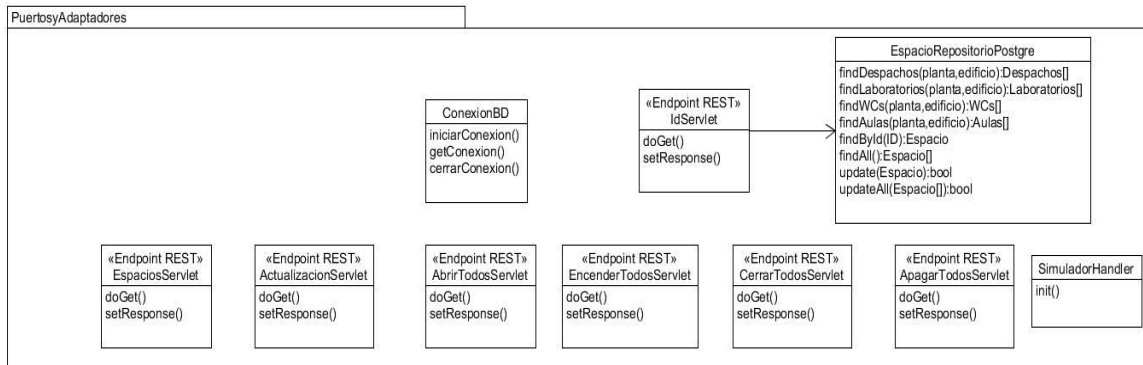 PuertosyAdaptadores
EspacioRepositorioPostgre
findDespachos(planta,edificio):Despachos[]
findLaboratorios(planta,edificio):Laboratorios[]
findWCs(planta,edificio):WCs[]
findAulas(planta,edificio):Aulas[]
findById(ID):Espacio
findAll():Espacio[]
update(Espacio):bool
updateAll(Espacio[]):bool
ConexionBD
iniciarConexion()
getConexion()
cerrarConexion()
«Endpoint REST»
IdServlet
doGet()
setResponse()
«Endpoint REST»
EspaciosServlet
doGet()
setResponse()
«Endpoint REST»
ActualizacionServlet
doGet()
setResponse()
«Endpoint REST»
AbrirTodosServlet
doGet()
setResponse()
«Endpoint REST»
EncenderTodosServlet
doGet()
setResponse()
«Endpoint REST»
CerrarTodosServlet
doGet()
setResponse()
«Endpoint REST»
ApagarTodosServlet
doGet()
setResponse()
SimuladorHandler
init()